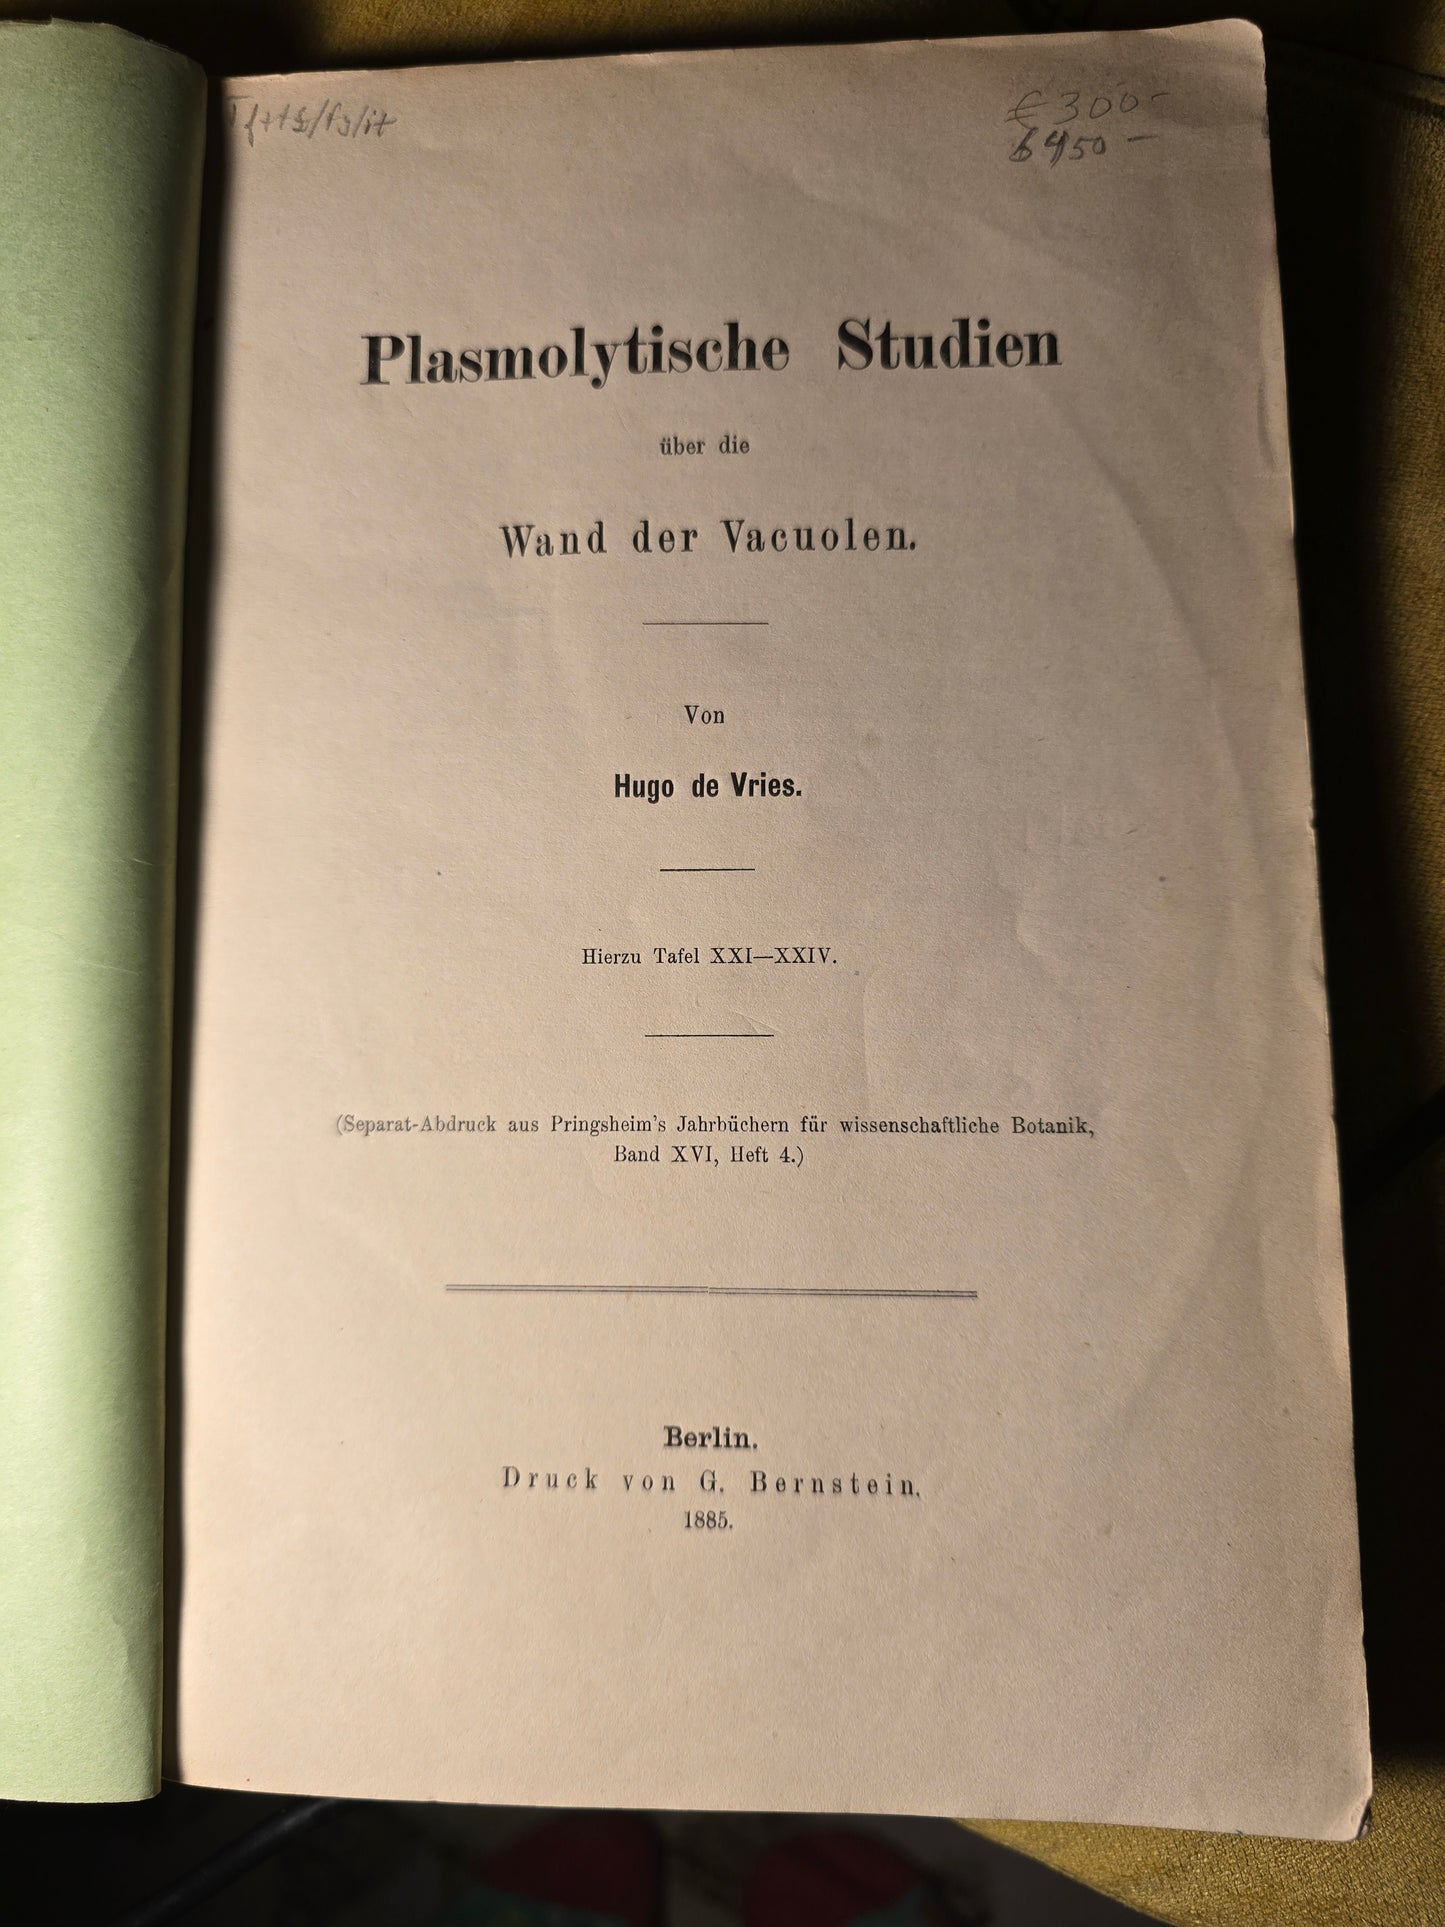 € 300-
Plasmolytische Studien
über die
Wand der Vacuolen.
Von
Hugo de Vries.
Hierzu Tafel XXI—XXIV.
(Separat-Abdruck aus Pringsheim's Jahrbüchern für wissenschaftliche Botanik,
Band XVI, Heft 4.)
Berlin.
Druck von G. Bernstein.
1885.